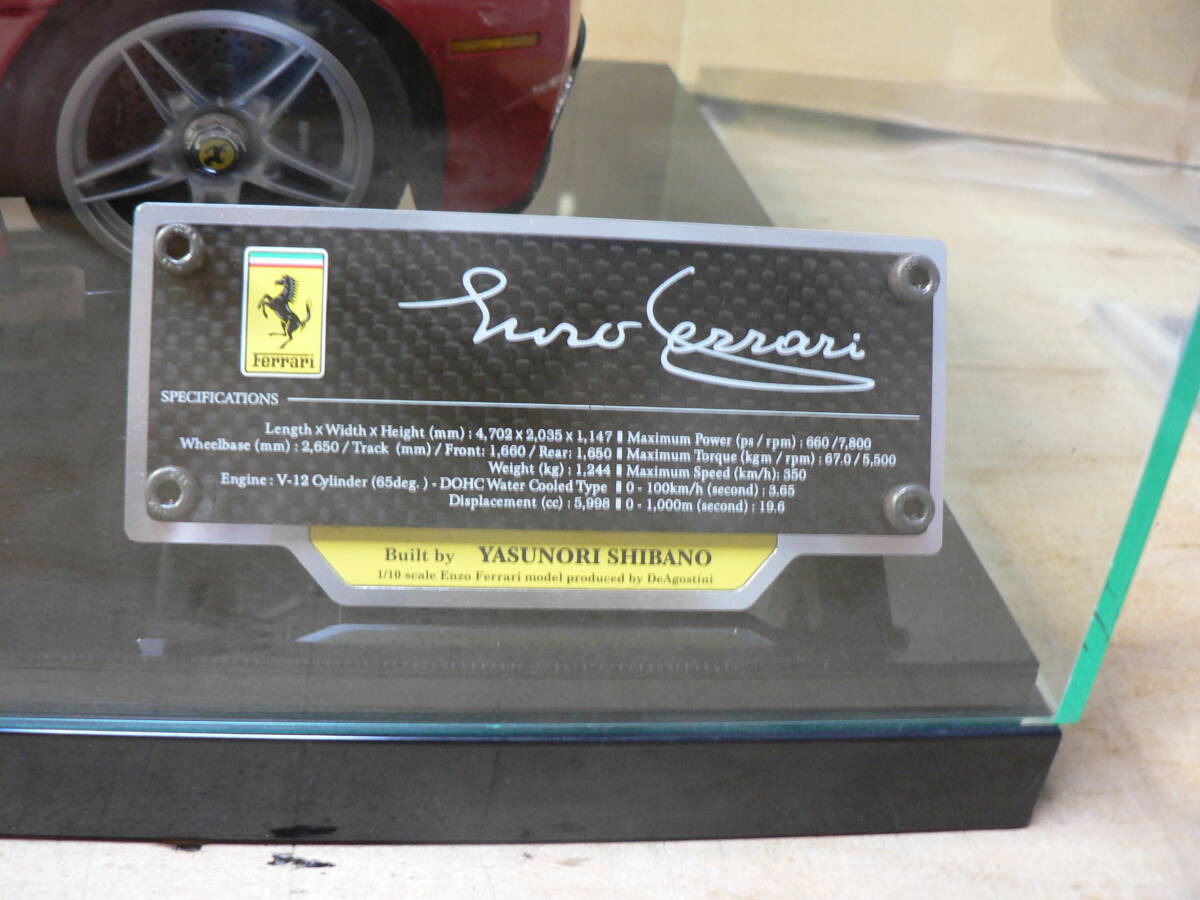 Ferrari
Enzo Ferrari
SPECIFICATIONS
Length x Width x Height (mm) : 4,702 x 2,035 x 1,147
Wheelbase (mm) : 2,650 / Track (mm) / Front: 1,660 / Rear: 1,650
Weight (kg) : 1,244
Engine : V-12 Cylinder (65deg. ) - DOHC Water Cooled Type
Displacement (cc) : 5,998
Maximum Power (ps / rpm) : 660 /7,800
Maximum Torque (kgm / rpm) : 67.0 / 5,500
Maximum Speed (km/h): 350
0 - 100km/h (second) : 3.65
0 - 1,000m (second) : 19.6
Built by YASUNORI SHIBANO
1/10 scale Enzo Ferrari model produced by DeAgostini